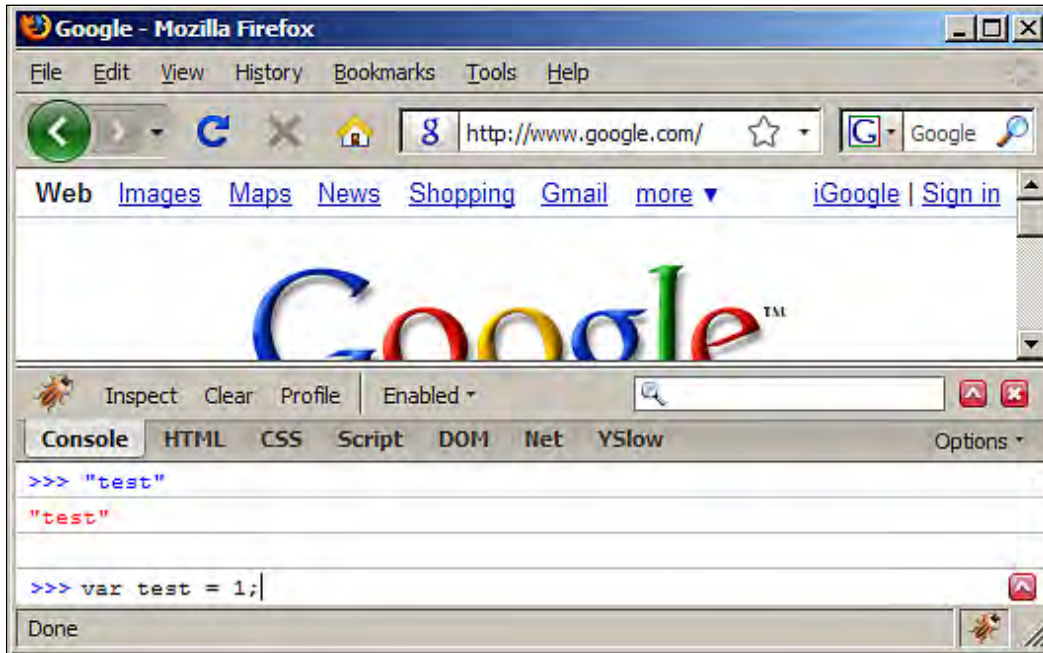 Google - Mozilla Firefox
File Edit View History Bookmarks Tools Help
g http://www.google.com/ G Google
Web Images Maps News Shopping Gmail more ▼ iGoogle | Sign in
Google™
Inspect Clear Profile Enabled
Console HTML CSS Script DOM Net YSlow Options
>>> "test"
"test"
>>> var test = 1;
Done